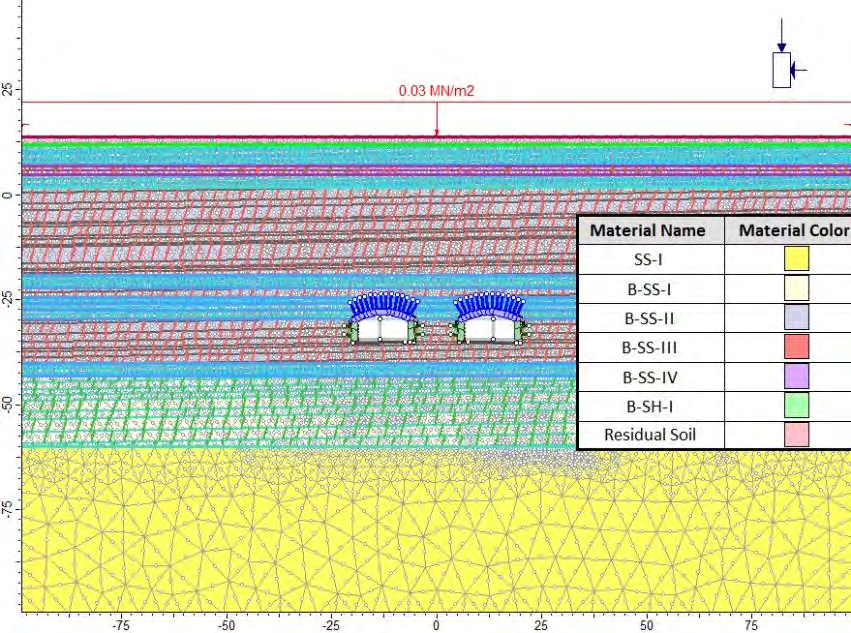 0.03 MN/m2
25
0
-25
-50
-75
Material Name Material Color
SS-I
B-SS-I
B-SS-II
B-SS-III
B-SS-IV
B-SH-I
Residual Soil
-75 -50 -25 0 25 50 75